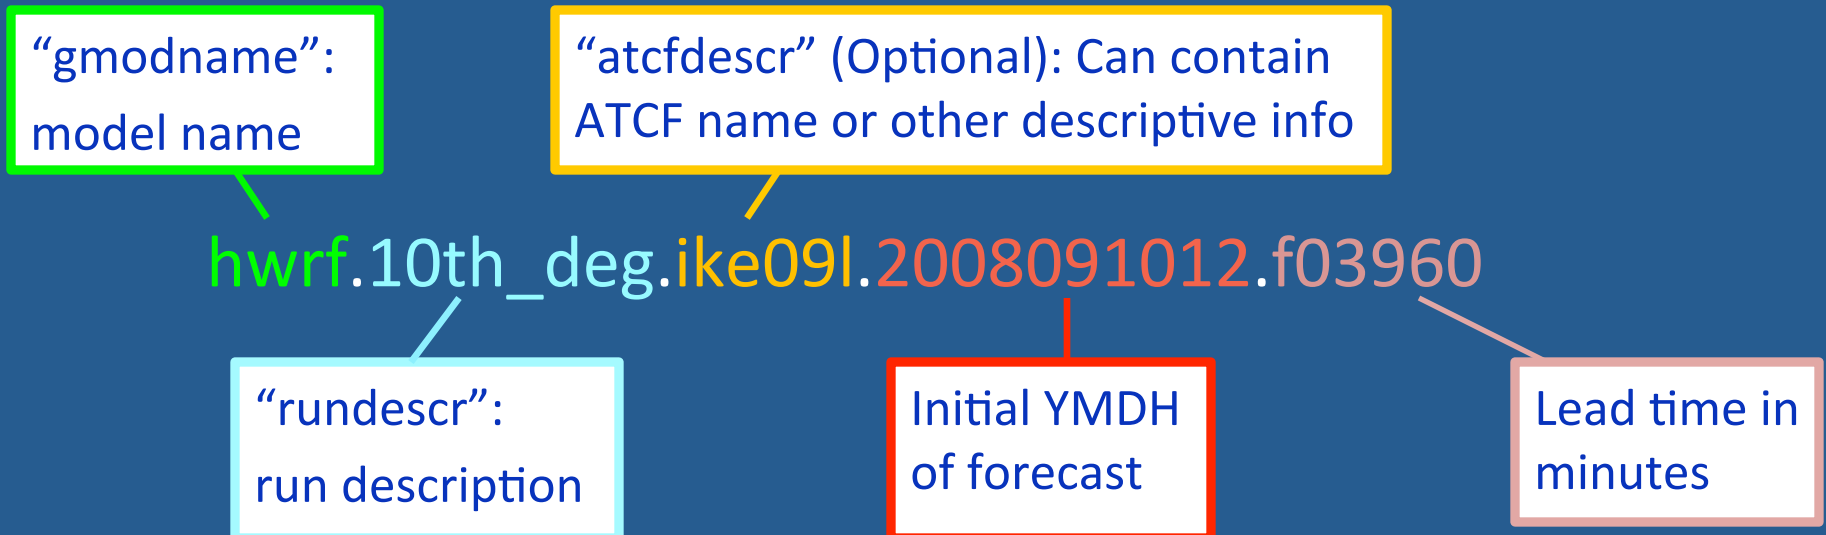 “gmodname”:
model name
“atcfdescr” (Optional): Can contain
ATCF name or other descriptive info
hwrf.10th_deg.ike09l.2008091012.f03960
“rundescr”:
run description
Initial YMDH
of forecast
Lead time in
minutes